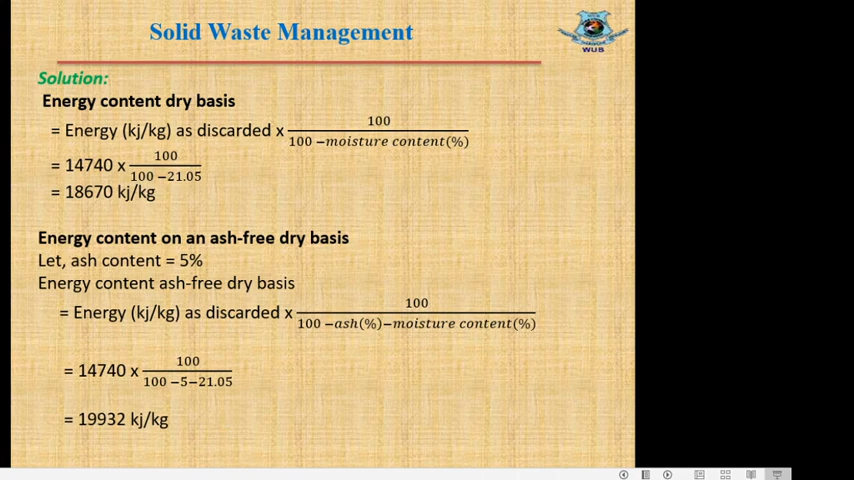 Solid Waste Management
WUB
Solution:
Energy content dry basis
= Energy (kj/kg) as discarded x 100 / 100 −moisture content(%)
= 14740 x 100 / 100 −21.05
= 18670 kj/kg
Energy content on an ash-free dry basis
Let, ash content = 5%
Energy content ash-free dry basis
= Energy (kj/kg) as discarded x 100 / 100 −ash(%)−moisture content(%)
= 14740 x 100 / 100 −5−21.05
= 19932 kj/kg